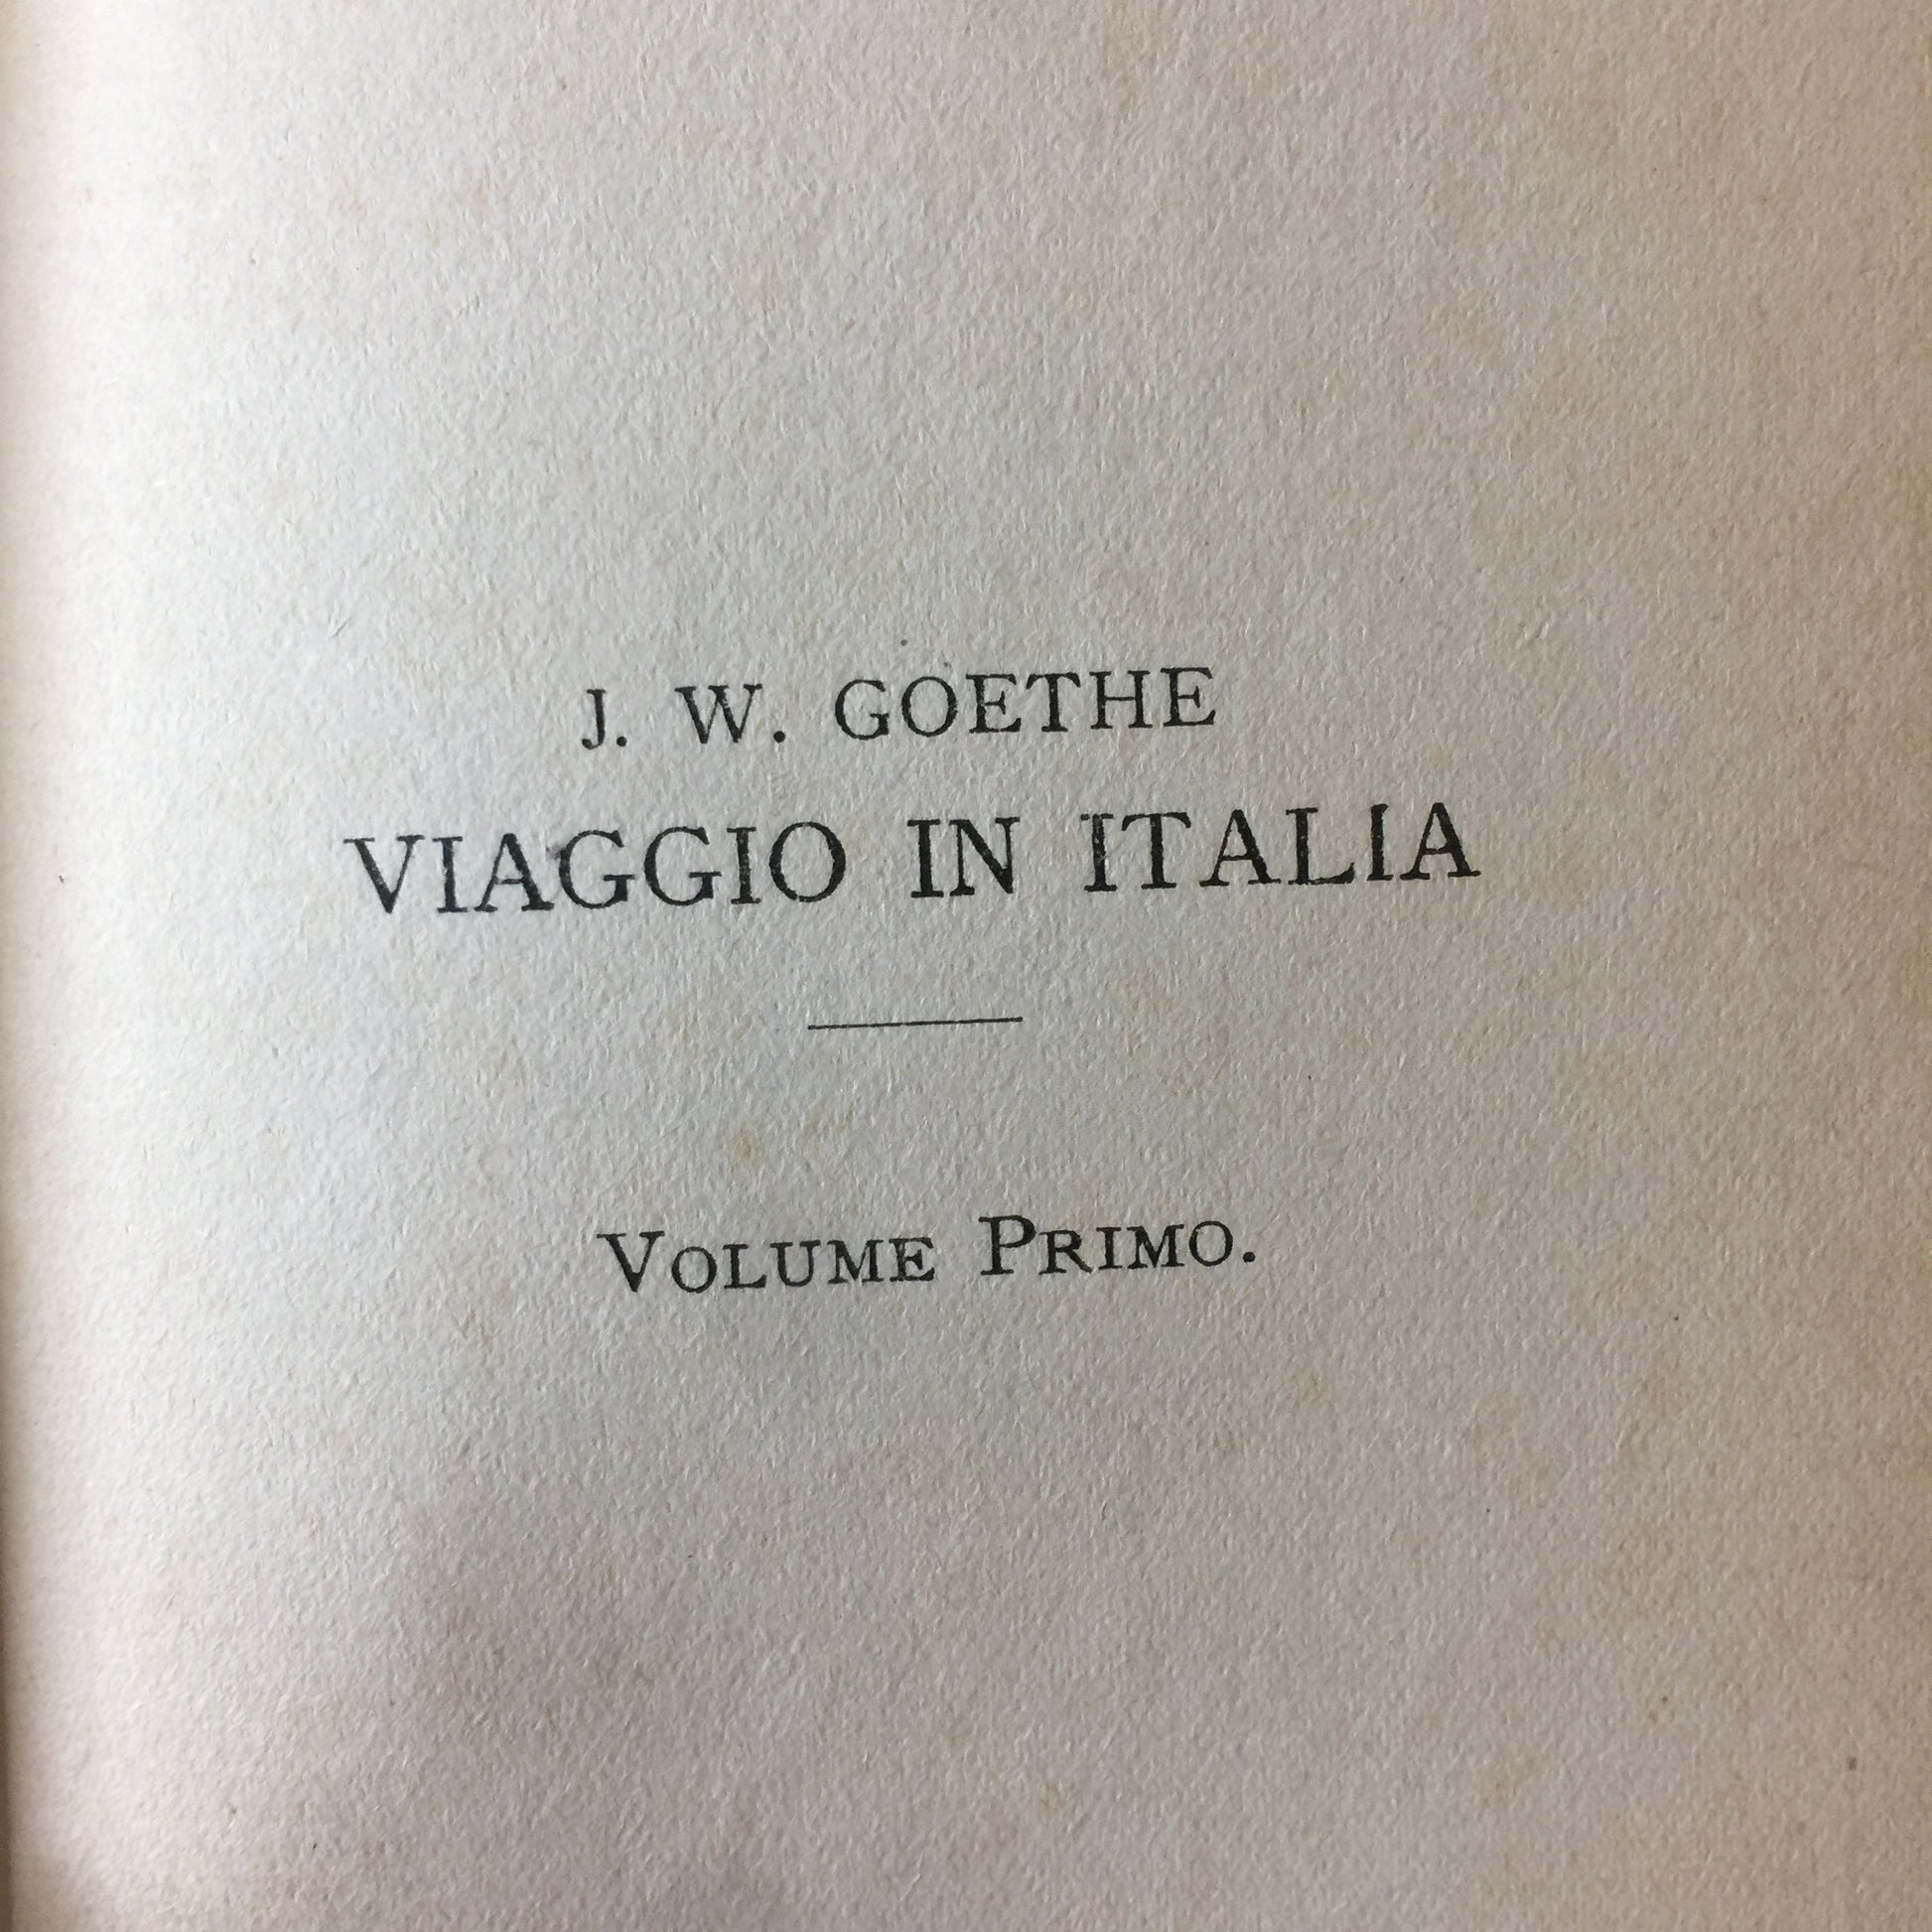 J. W. GOETHE
VIAGGIO IN ITALIA
Volume Primo.